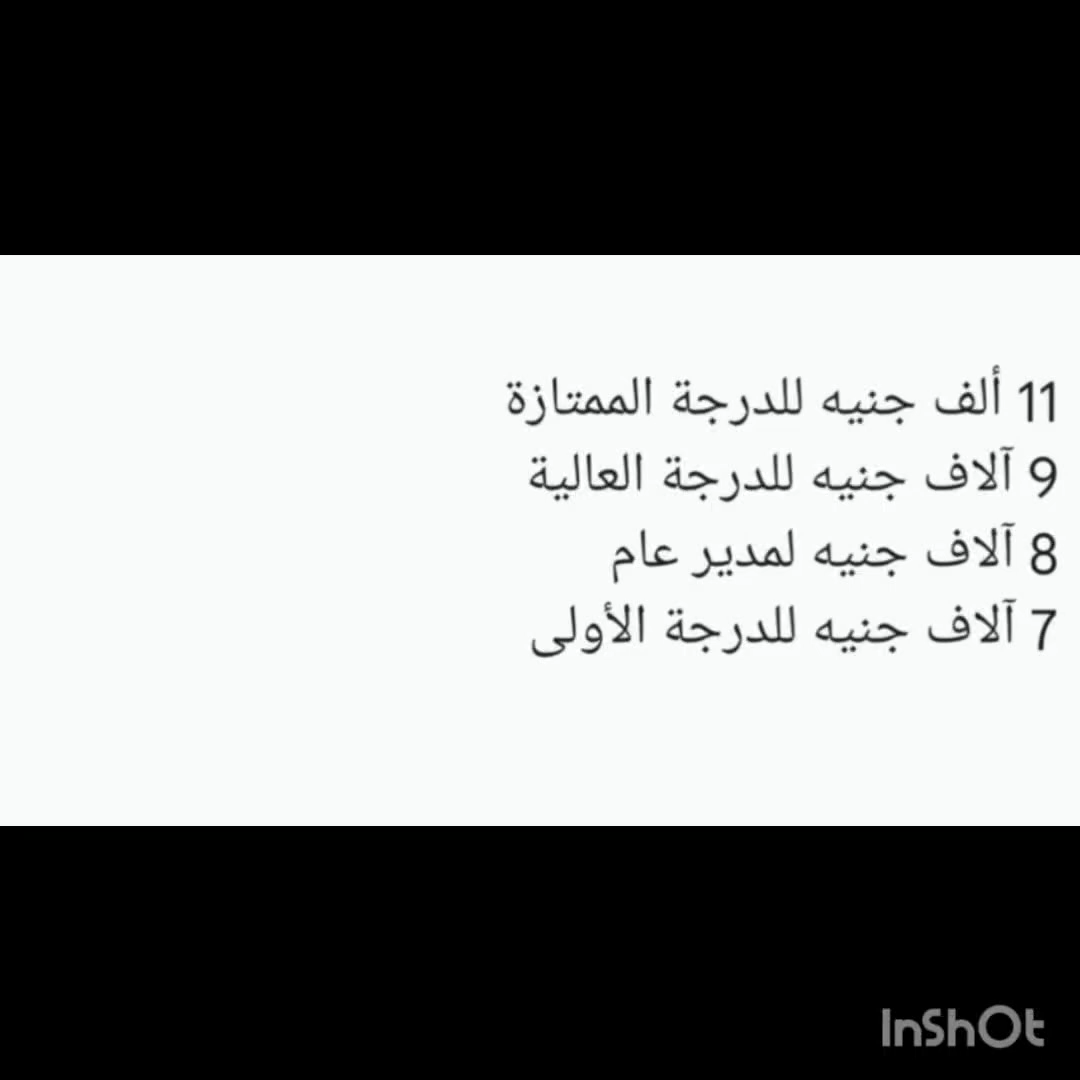 11 ألف جنيه للدرجة الممتازة
9 آلاف جنيه للدرجة العالية
8 آلاف جنيه لمدير عام
7 آلاف جنيه للدرجة الأولى
InShOt